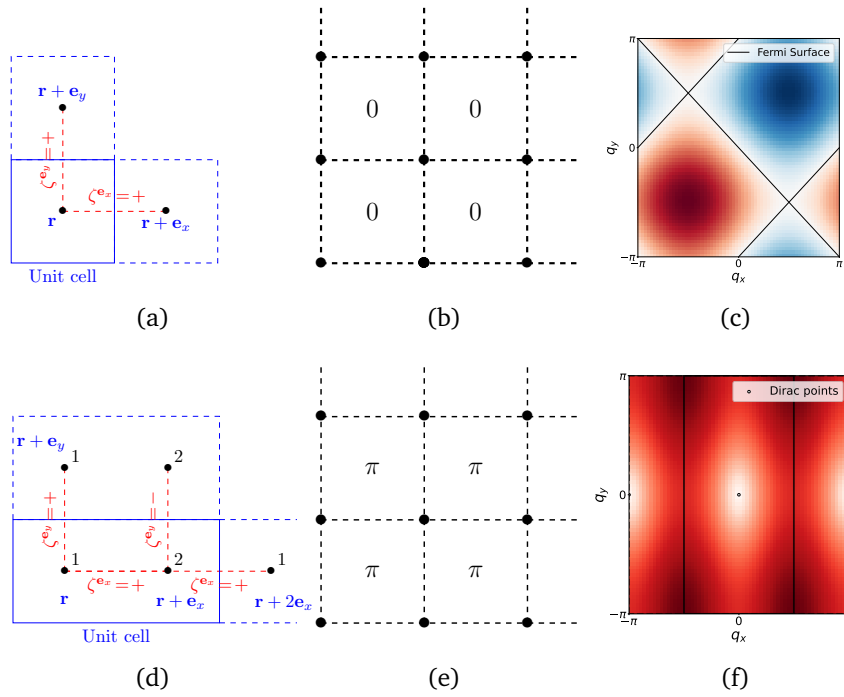 r + e_y
ζ^{e_y} = +
ζ^{e_x} = +
r
r + e_x
Unit cell
(a)
0 0
0 0
(b)
π
Fermi Surface
0
q_y
−π
−π 0 π
q_x
(c)
r + e_y
1 2
ζ^{e_y} = +
ζ^{e_y} = −
1 2 1
ζ^{e_x} = + ζ^{e_x} = +
r r + e_x r + 2e_x
Unit cell
(d)
π π
π π
(e)
π
Dirac points
0
q_y
−π
−π 0
q_x
(f)